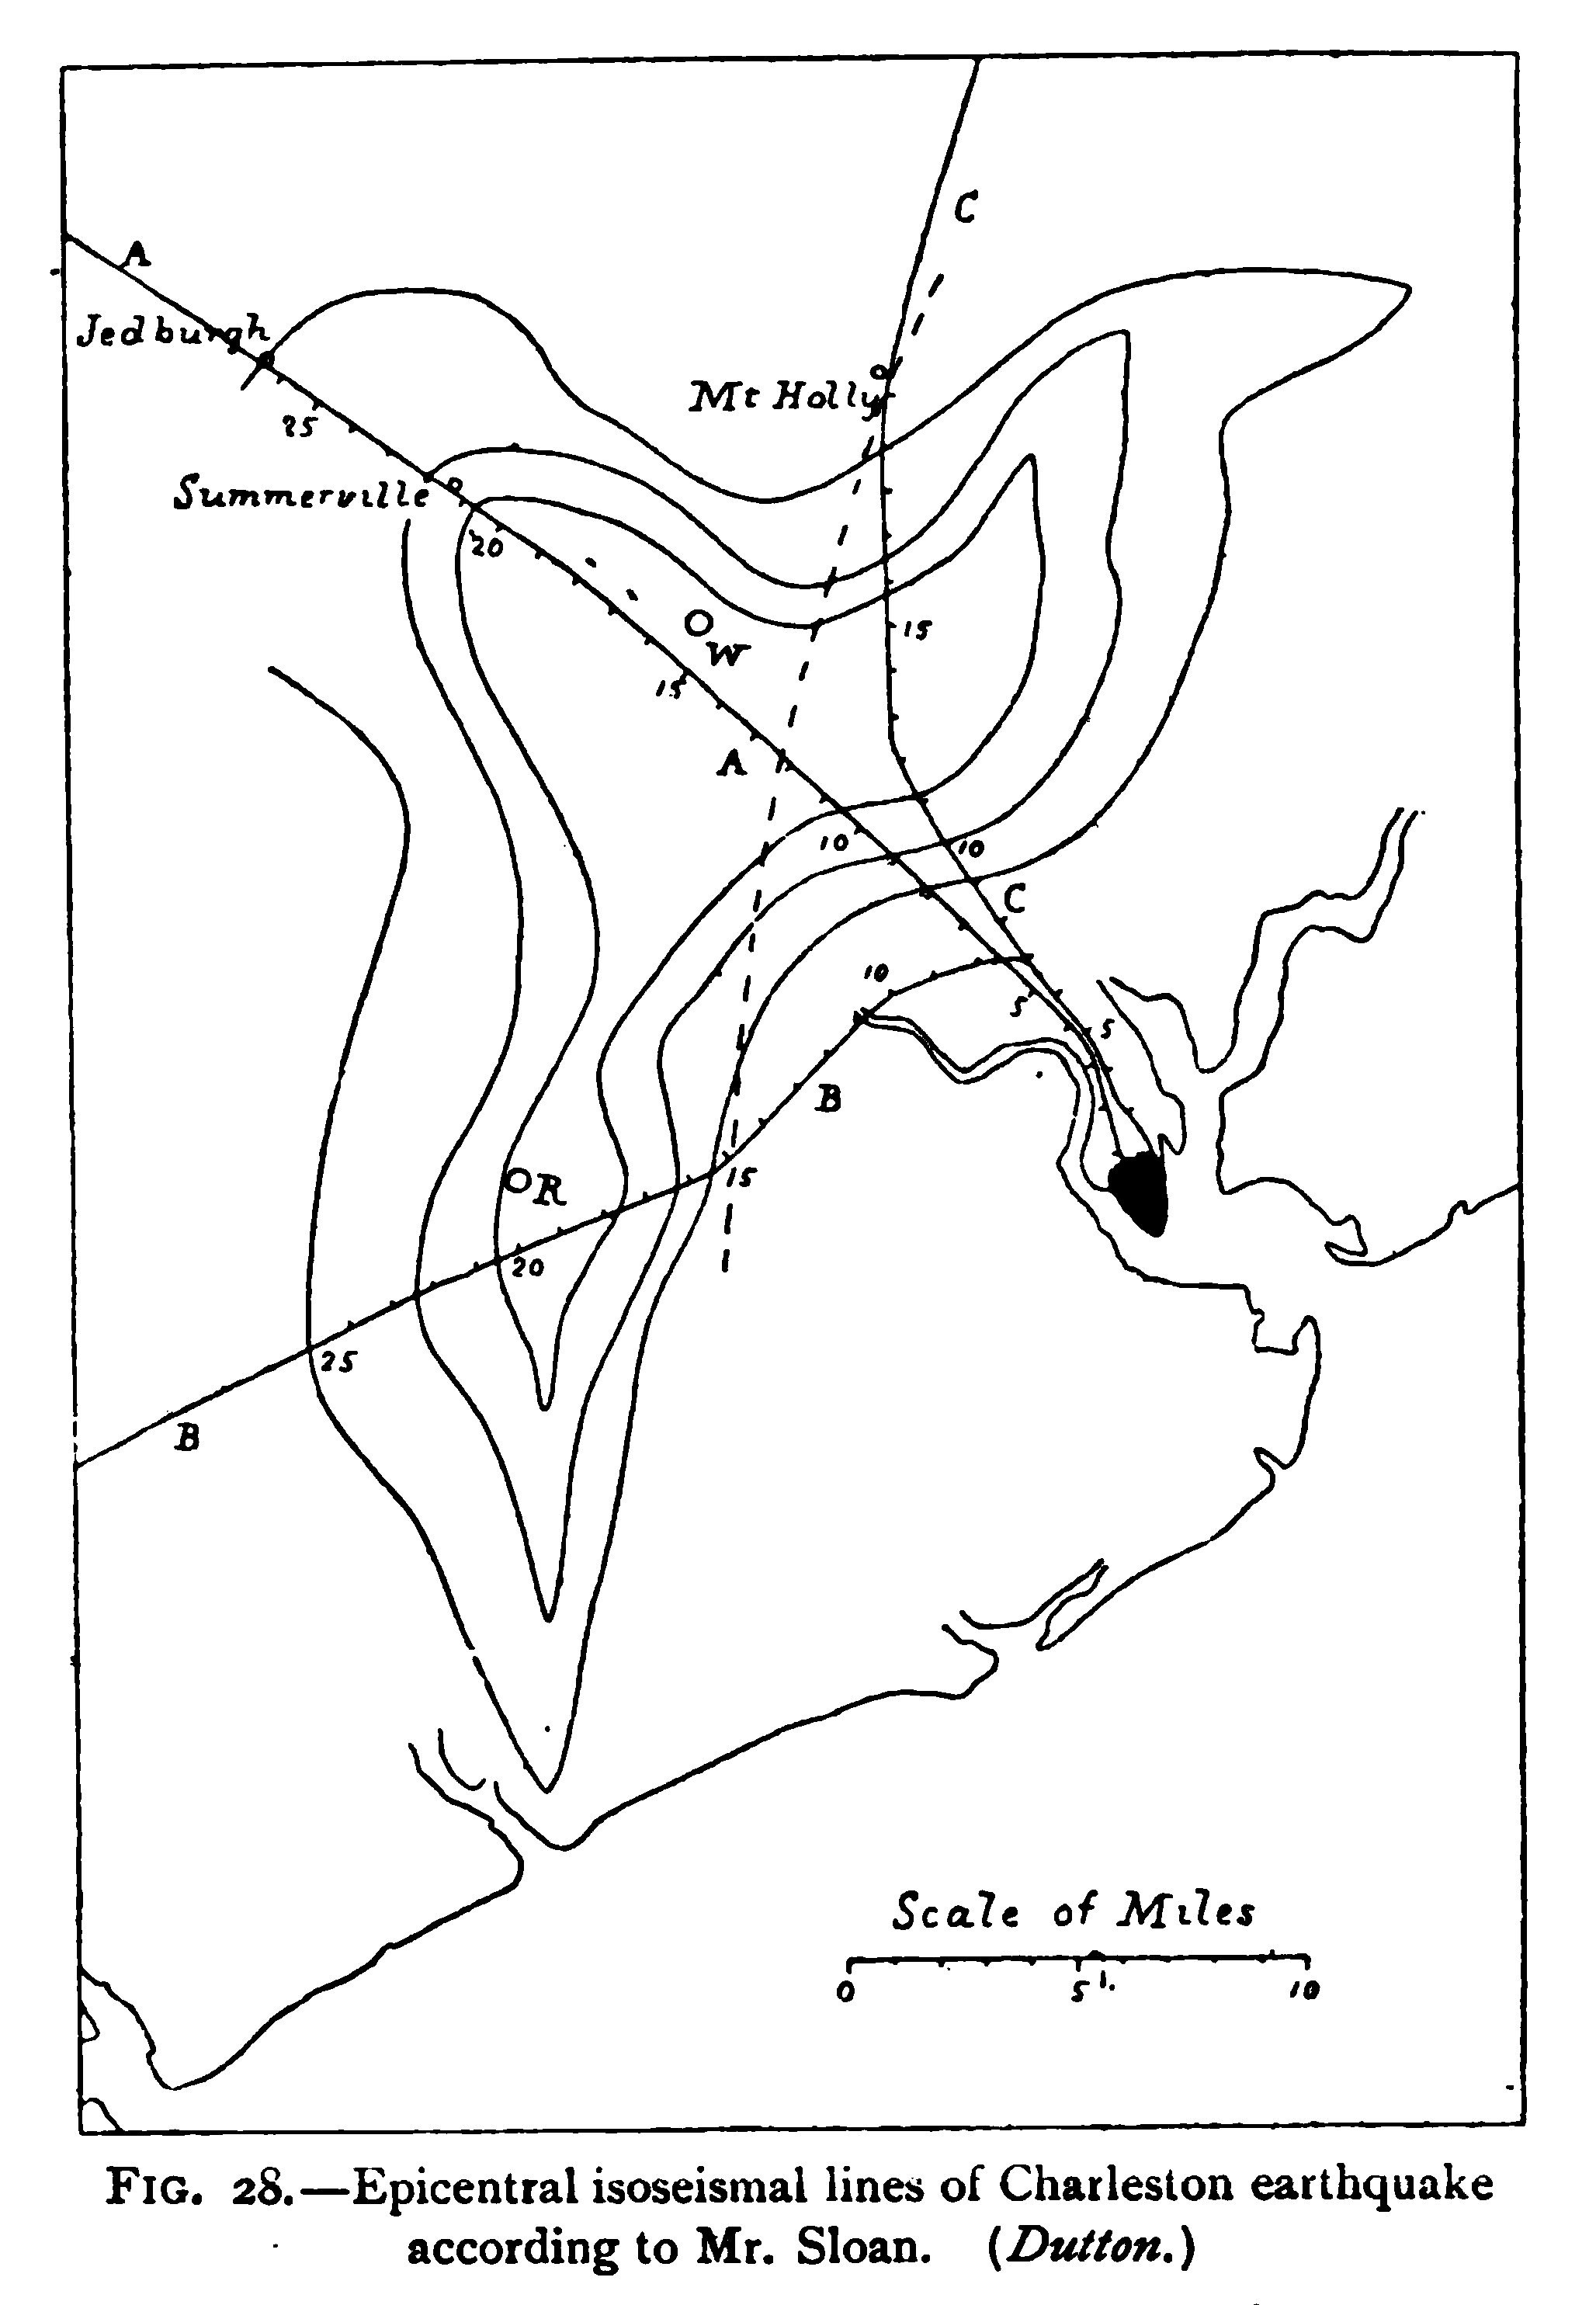 C
A
Jedburgh
Mt Holly
25
Summerville
20
15
W
15
A
10
10
C
10
5
5
B
15
R
20
25
B
Scale of Miles
0 5 10
FIG. 28.—Epicentral isoseismal lines of Charleston earthquake
according to Mr. Sloan. (Dutton.)